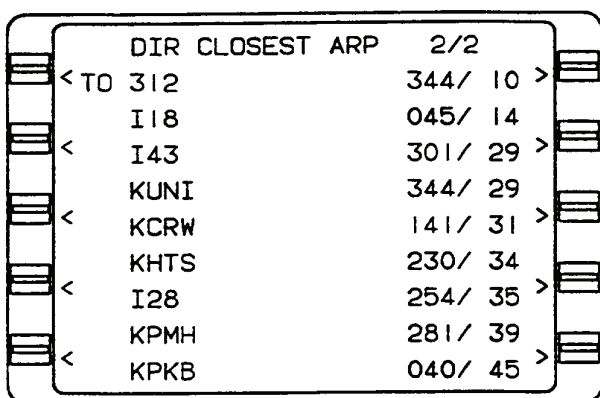 DIR CLOSEST ARP 2/2
< TO 312 344/ 10 >
I18 045/ 14
< I43 301/ 29 >
KUNI 344/ 29
< KCRW 141/ 31 >
KHTS 230/ 34
< I28 254/ 35 >
KPMH 281/ 39
< KPKB 040/ 45 >